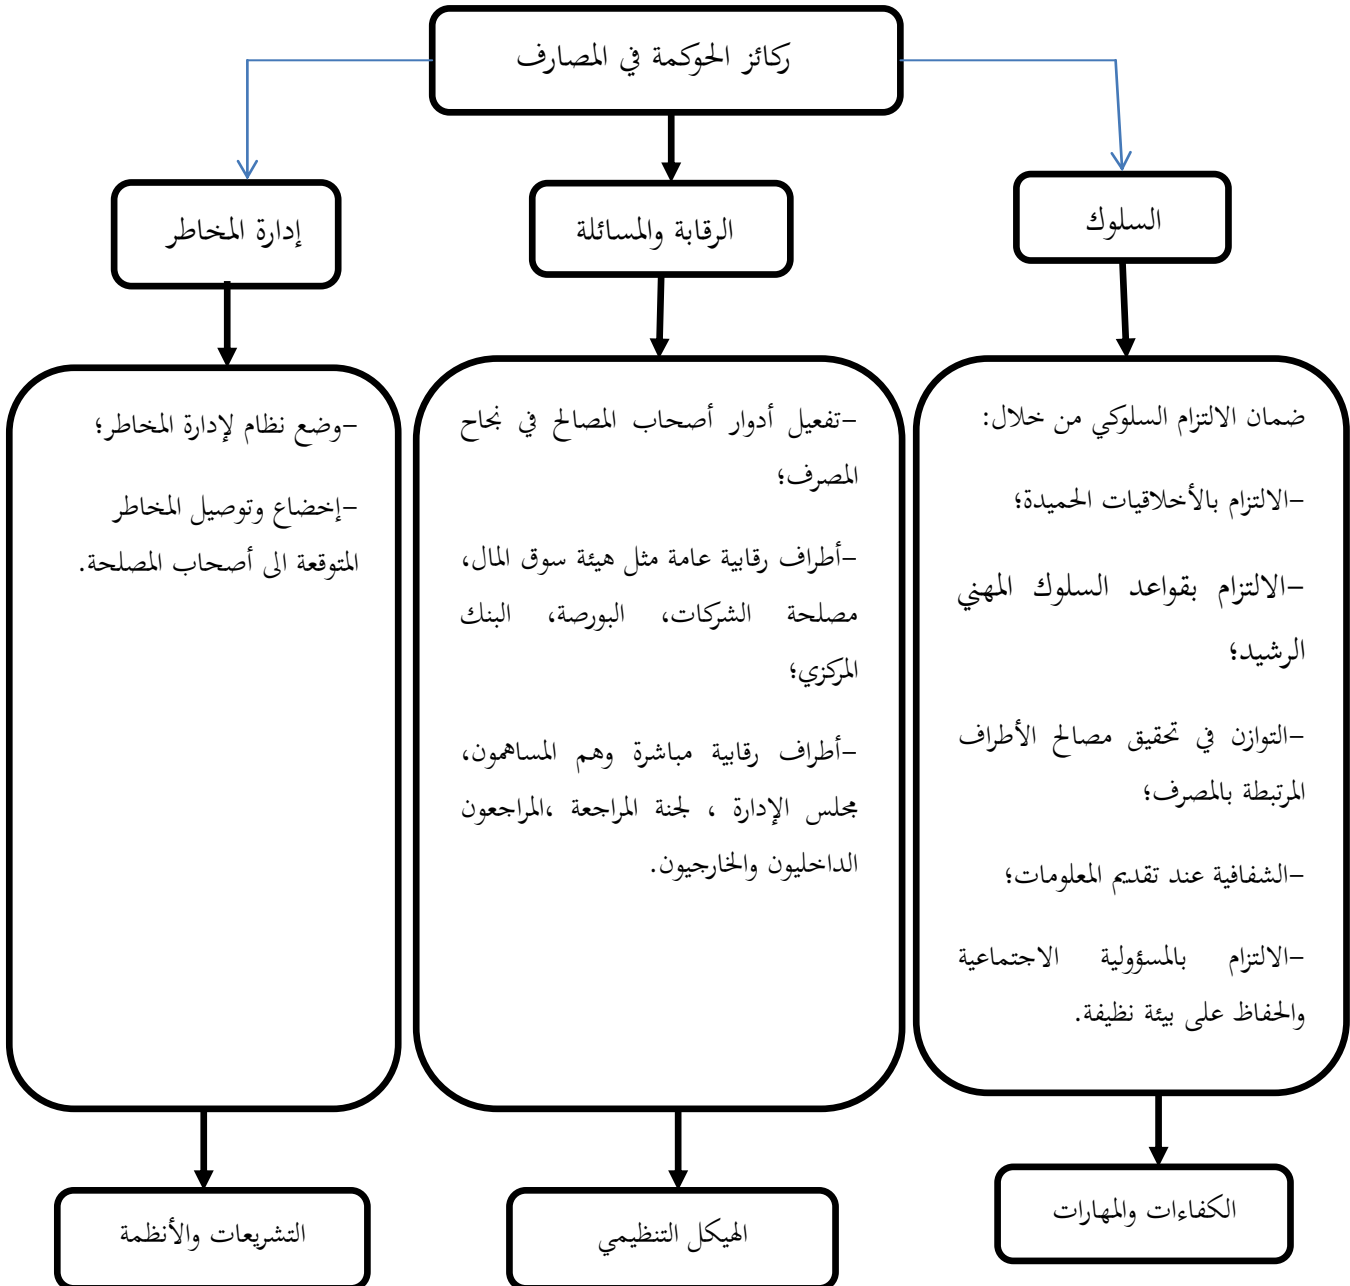 ركائز الحوكمة في المصارف
السلوك
الرقابة والمسائلة
إدارة المخاطر
ضمان الالتزام السلوكي من خلال:
-الالتزام بالأخلاقيات الحميدة؛
-الالتزام بقواعد السلوك المهني
الرشيد؛
-التوازن في تحقيق مصالح الأطراف
المرتبطة بالمصرف؛
-الشفافية عند تقديم المعلومات؛
-الالتزام بالمسؤولية الاجتماعية
والحفاظ على بيئة نظيفة.
-تفعيل أدوار أصحاب المصالح في نجاح
المصرف؛
-أطراف رقابية عامة مثل هيئة سوق المال،
مصلحة الشركات، البورصة، البنك
المركزي؛
-أطراف رقابية مباشرة وهم المساهمون،
مجلس الإدارة ، لجنة المراجعة ،المراجعون
الداخليون والخارجيون.
-وضع نظام لإدارة المخاطر؛
-إخضاع وتوصيل المخاطر
المتوقعة الى أصحاب المصلحة.
الكفاءات والمهارات
الهيكل التنظيمي
التشريعات والأنظمة